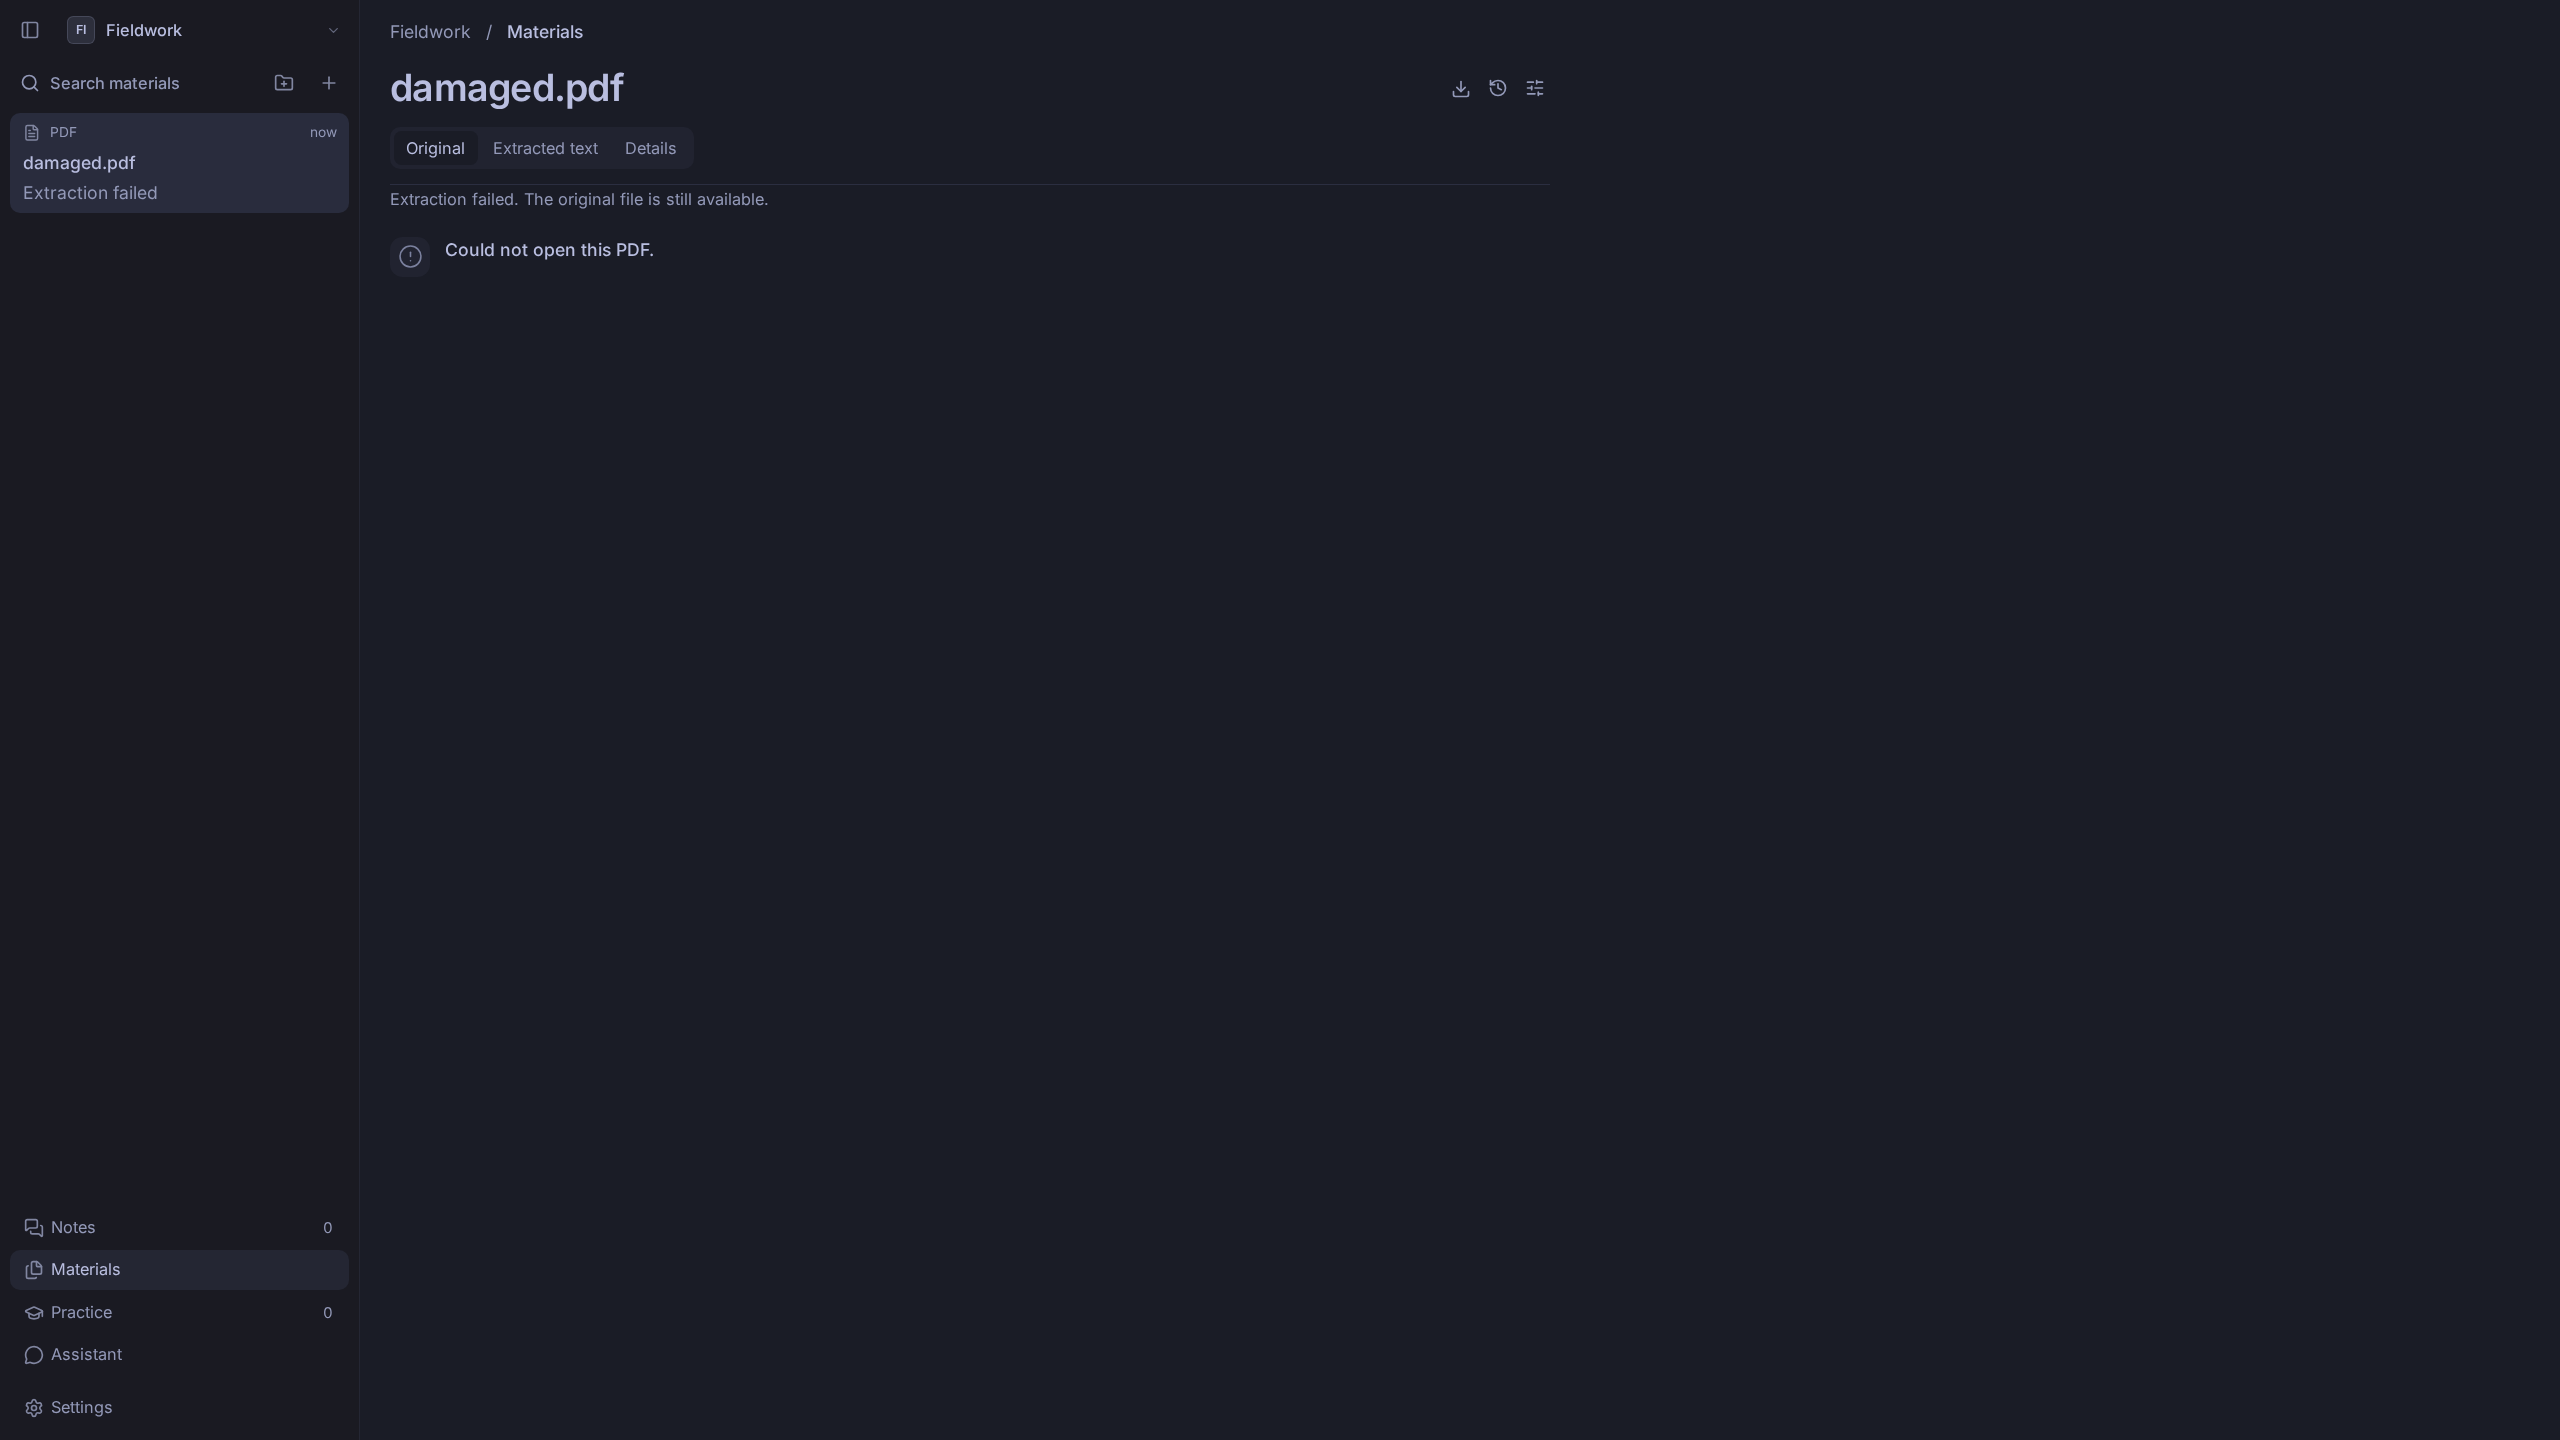 FI Fieldwork
Search materials
PDF now
damaged.pdf
Extraction failed
Notes 0
Materials
Practice 0
Assistant
Settings
Fieldwork / Materials
damaged.pdf
Original Extracted text Details
Extraction failed. The original file is still available.
Could not open this PDF.